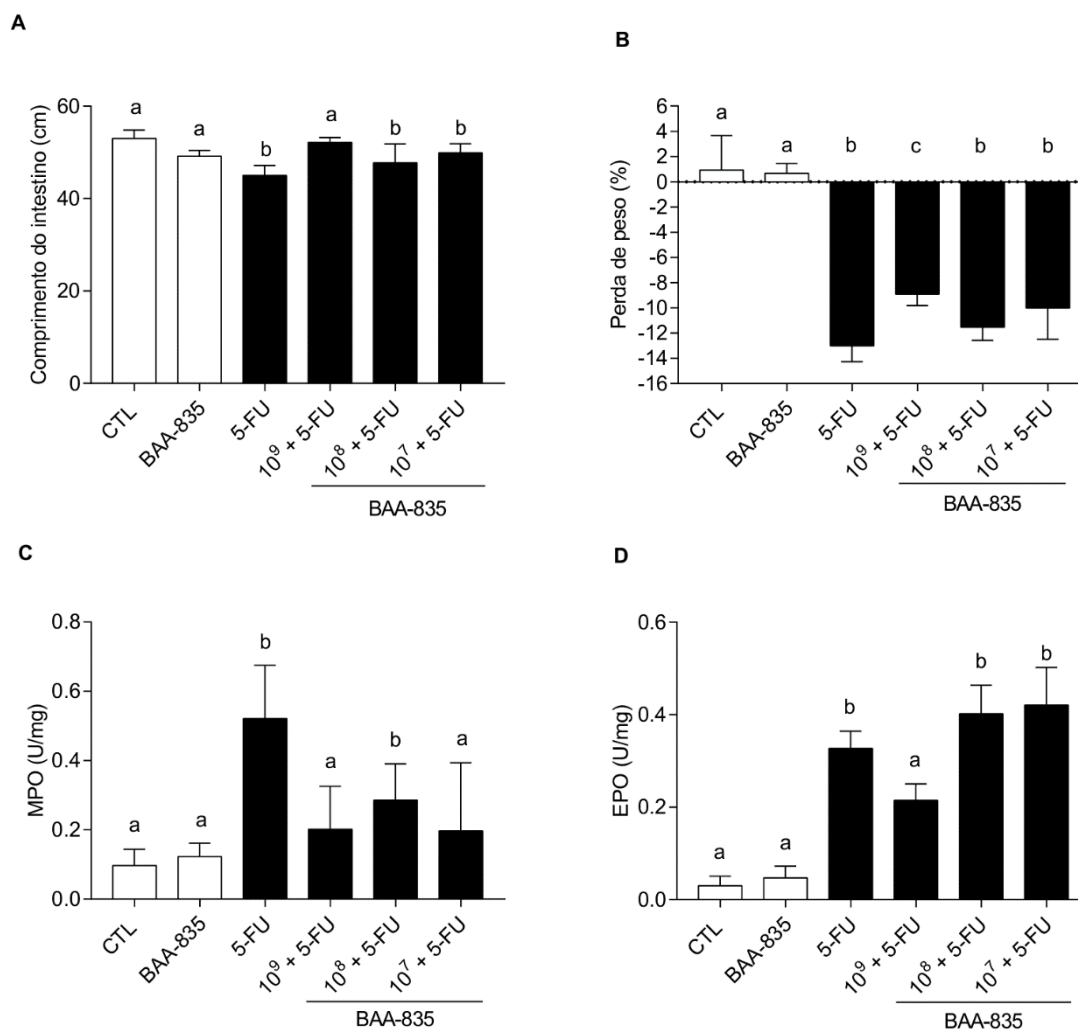 A
Comprimento do intestino (cm)
60
40
20
0
a
a
b
a
b
b
CTL
BAA-835
5-FU
10⁹ + 5-FU
10⁸ + 5-FU
10⁷ + 5-FU
BAA-835
B
Perda de peso (%)
6
4
2
0
-2
-4
-6
-8
-10
-12
-14
-16
a
a
b
c
b
b
CTL
BAA-835
5-FU
10⁹ + 5-FU
10⁸ + 5-FU
10⁷ + 5-FU
BAA-835
C
MPO (U/mg)
0.8
0.6
0.4
0.2
0.0
a
a
b
a
b
a
CTL
BAA-835
5-FU
10⁹ + 5-FU
10⁸ + 5-FU
10⁷ + 5-FU
BAA-835
D
EPO (U/mg)
0.6
0.4
0.2
0.0
a
a
b
a
b
b
CTL
BAA-835
5-FU
10⁹ + 5-FU
10⁸ + 5-FU
10⁷ + 5-FU
BAA-835